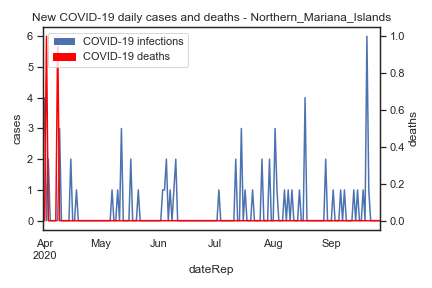 New COVID-19 daily cases and deaths - Northern_Mariana_Islands
COVID-19 infections
COVID-19 deaths
6
5
4
3
2
1
0
cases
1.0
0.8
0.6
0.4
0.2
0.0
deaths
Apr May Jun Jul Aug Sep
2020
dateRep